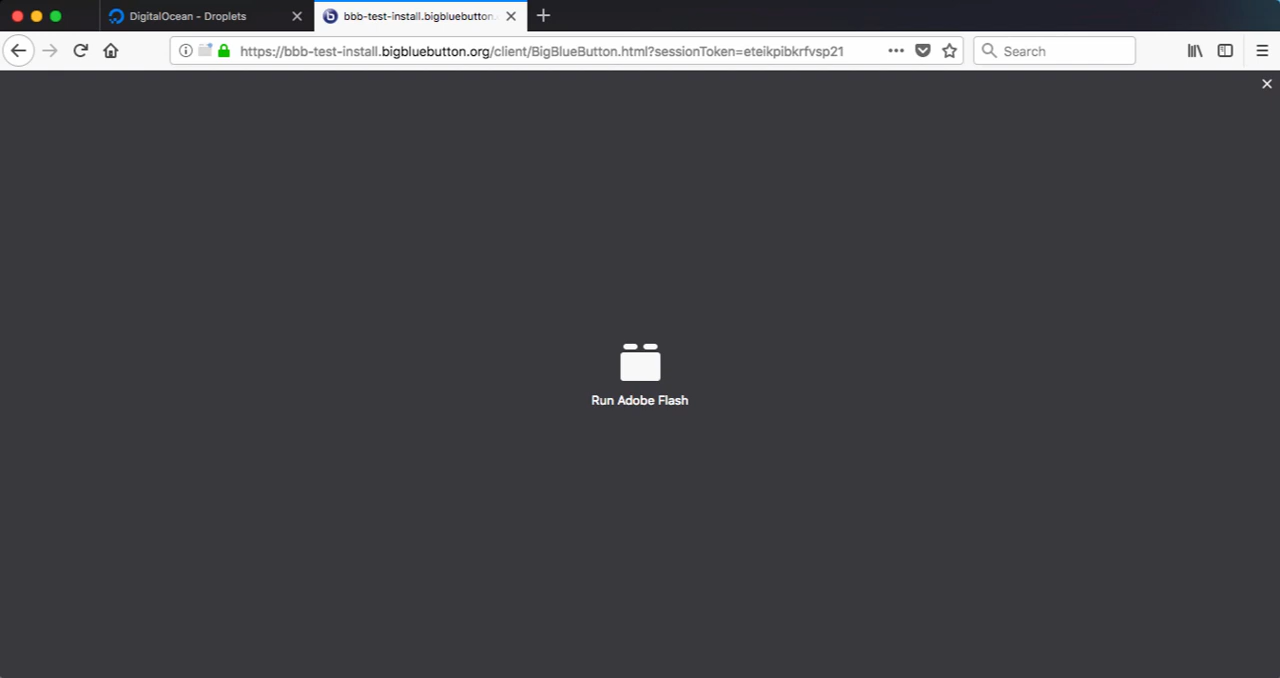 DigitalOcean - Droplets
bbb-test-install.bigbluebutton.
https://bbb-test-install.bigbluebutton.org/client/BigBlueButton.html?sessionToken=eteikpibkrfvsp21
Search
Run Adobe Flash